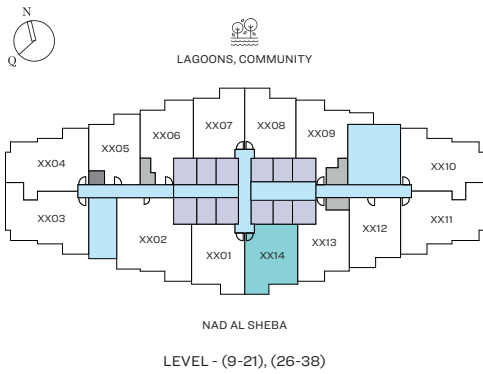 N
Q
LAGOONS, COMMUNITY
XX07 XX08
XX06 XX09
XX05
XX04 XX10
XX03 XX11
XX02 XX12
XX01 XX14 XX13
NAD AL SHEBA
LEVEL - (9-21), (26-38)